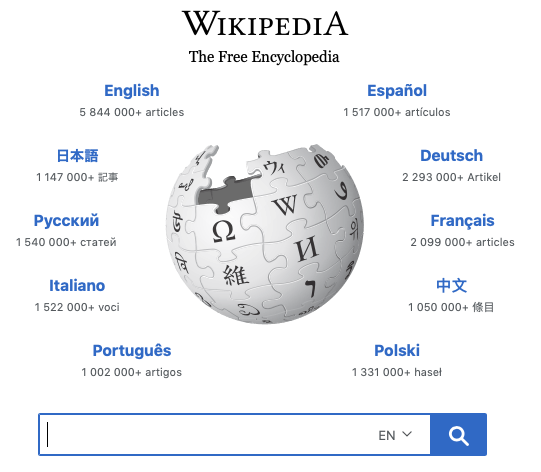 WIKIPEDIA
The Free Encyclopedia
English
5 844 000+ articles
Español
1 517 000+ artículos
日本語
1 147 000+ 記事
Deutsch
2 293 000+ Artikel
Русский
1 540 000+ статей
Français
2 099 000+ articles
Italiano
1 522 000+ voci
中文
1 050 000+ 條目
Português
1 002 000+ artigos
Polski
1 331 000+ haseł
ウィ
W
Ω
И
維
EN